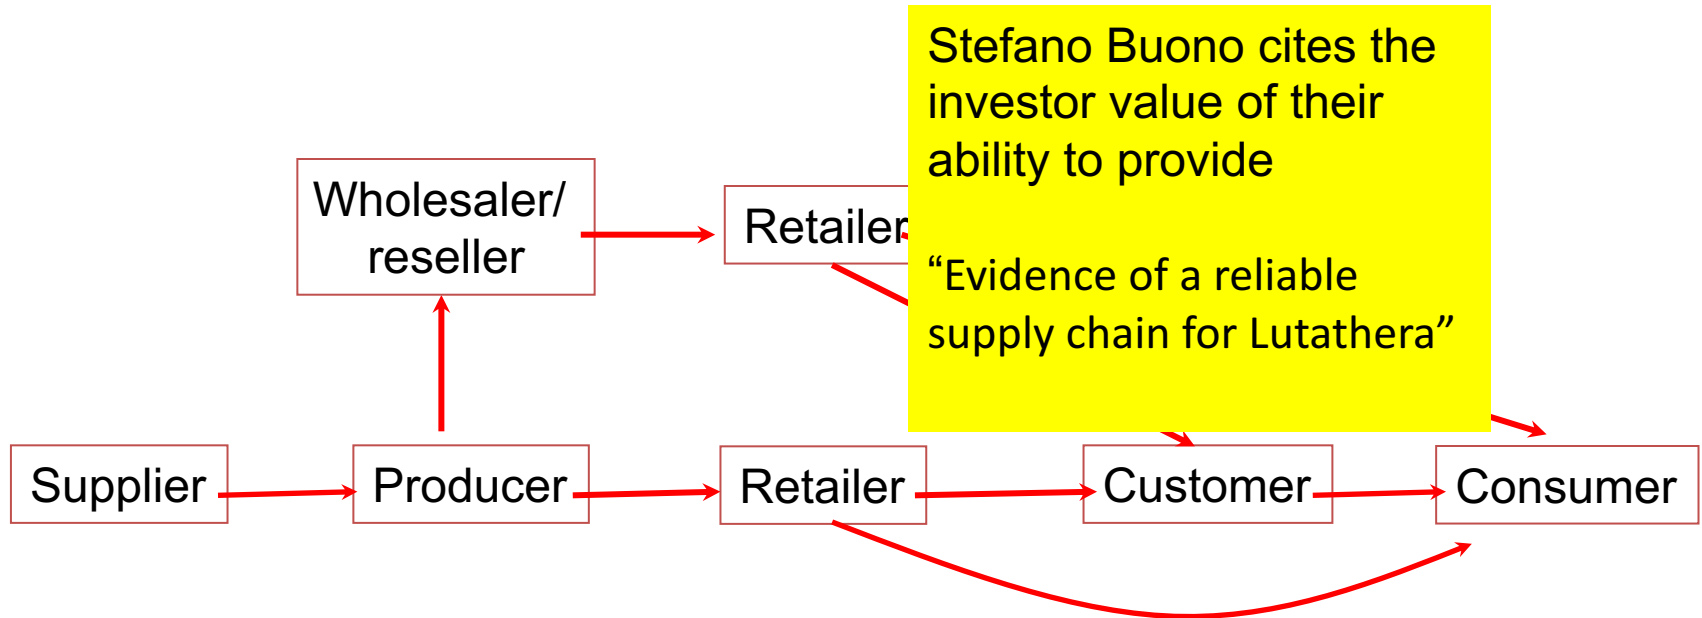 Stefano Buono cites the
investor value of their
ability to provide
“Evidence of a reliable
supply chain for Lutathera”
Wholesaler/
reseller
Retailer
Supplier
Producer
Retailer
Customer
Consumer